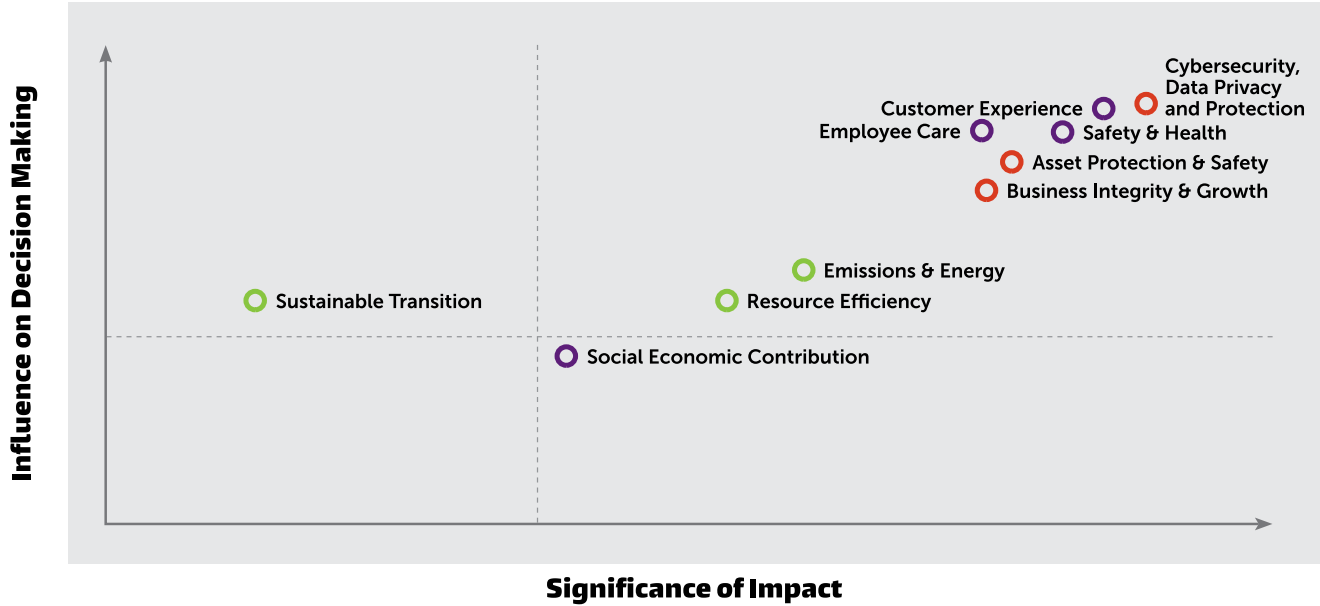 Influence on Decision Making
Cybersecurity,
Data Privacy
and Protection
Customer Experience
Employee Care
Safety & Health
Asset Protection & Safety
Business Integrity & Growth
Emissions & Energy
Sustainable Transition
Resource Efficiency
Social Economic Contribution
Significance of Impact